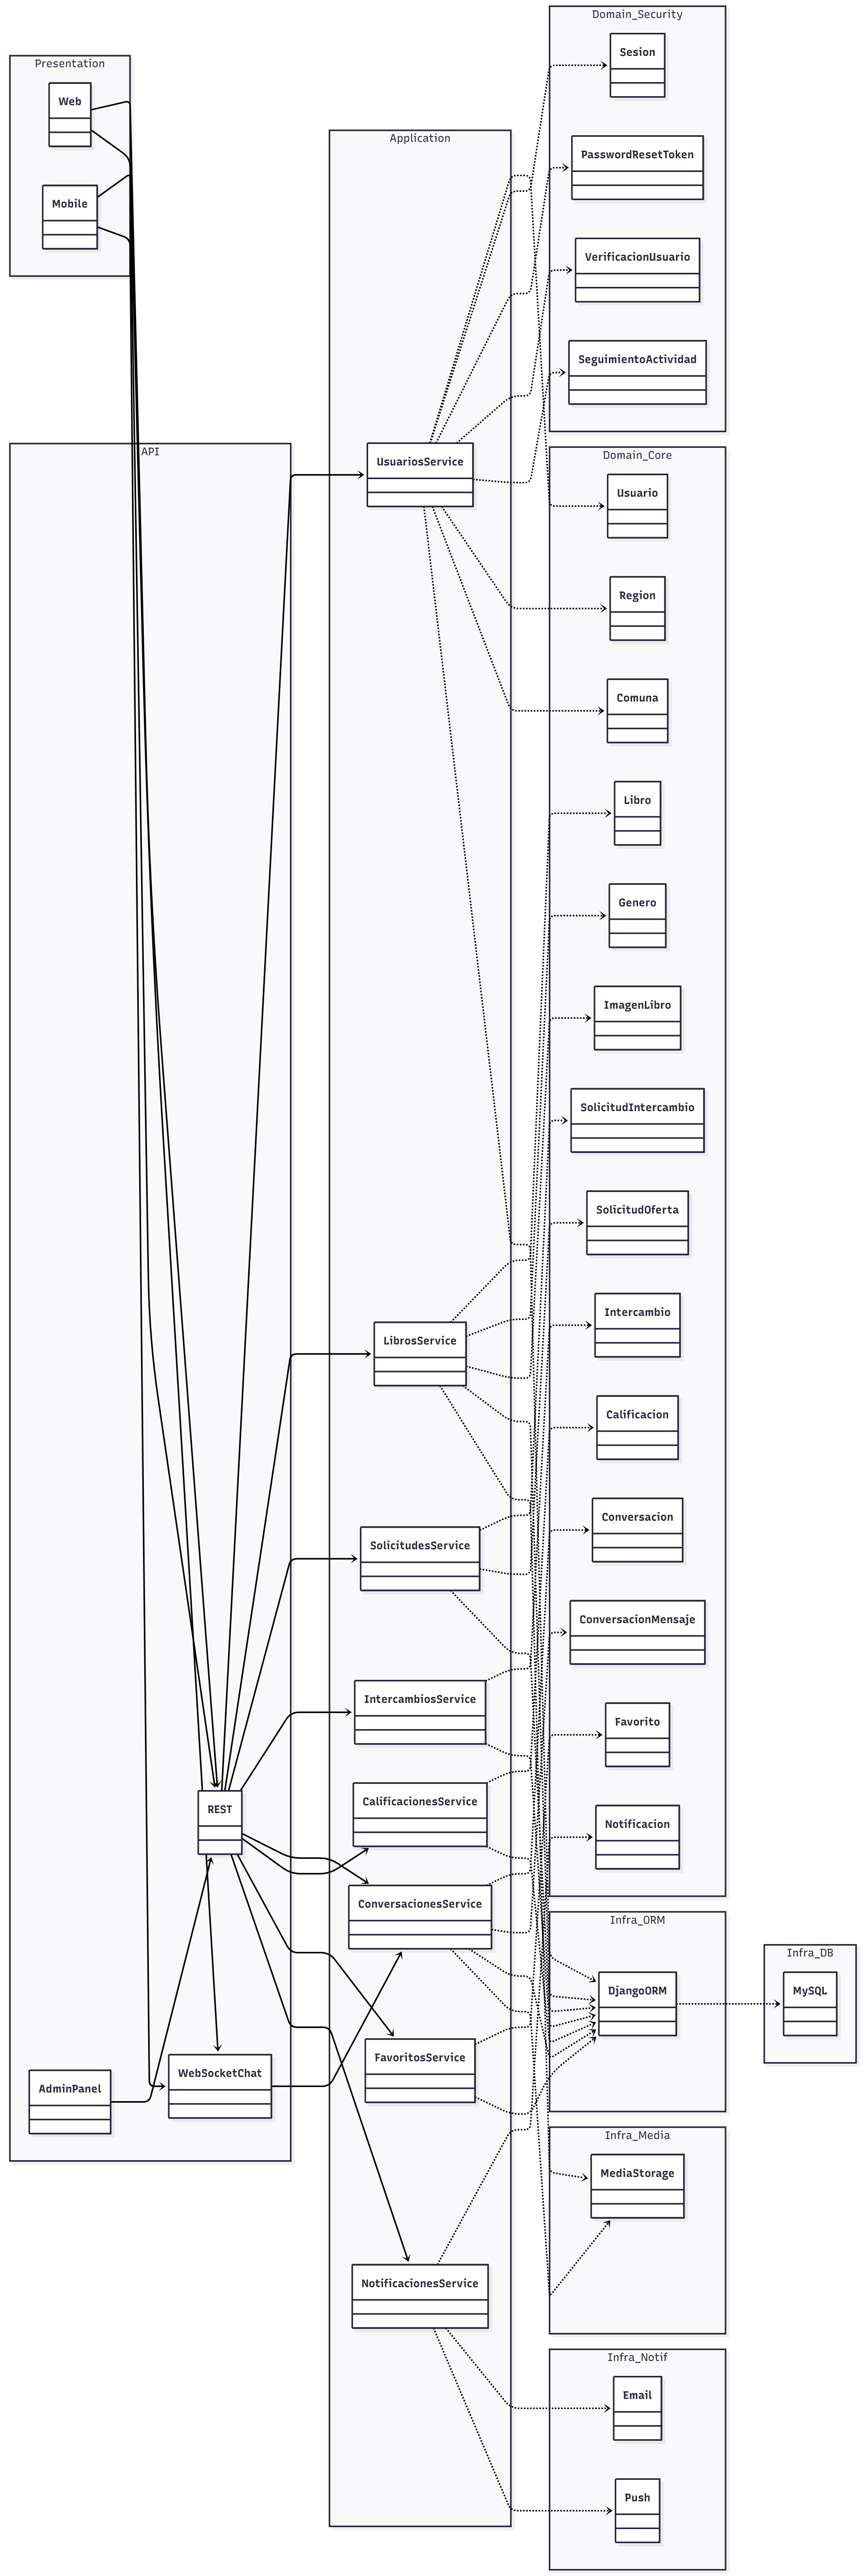 Presentation
Web
Mobile
API
REST
WebSocketChat
AdminPanel
Application
UsuariosService
LibrosService
SolicitudesService
IntercambiosService
CalificacionesService
ConversacionesService
FavoritosService
NotificacionesService
Domain_Security
Sesion
PasswordResetToken
VerificacionUsuario
SeguimientoActividad
Domain_Core
Usuario
Region
Comuna
Libro
Genero
ImagenLibro
SolicitudIntercambio
SolicitudOferta
Intercambio
Calificacion
Conversacion
ConversacionMensaje
Favorito
Notificacion
Infra_ORM
DjangoORM
Infra_DB
MySQL
Infra_Media
MediaStorage
Infra_Notif
Email
Push